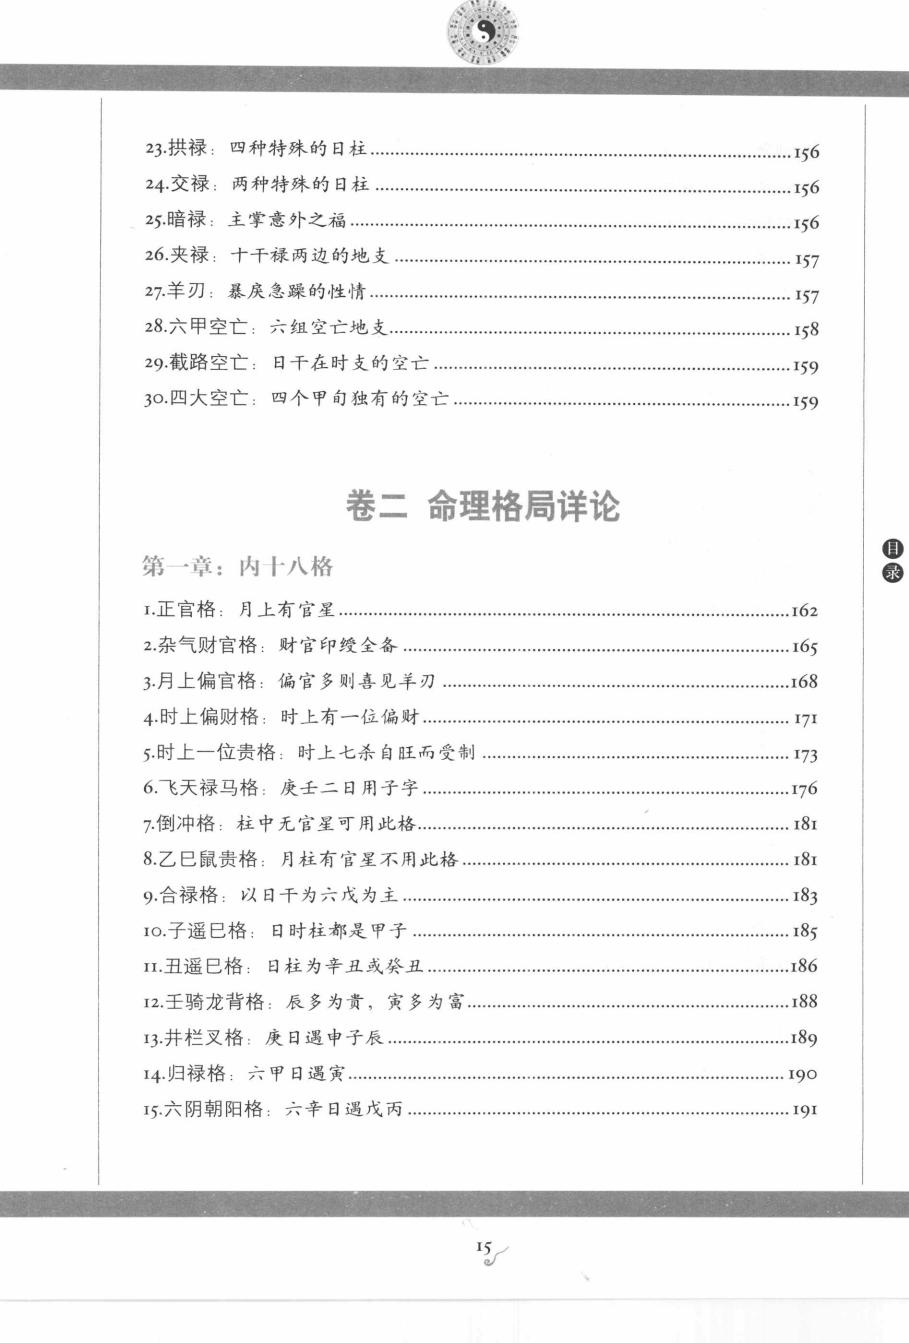 23.拱禄：四种特殊的日柱................156
24.交禄：两种特殊的日柱................156
25.暗禄：主掌意外之福................156
26.夹禄：十干禄两边的地支................157
27.羊刃：暴戾急躁的性情................157
28.六甲空亡：六组空亡地支................158
29.截路空亡：日干在时支的空亡................159
30.四大空亡：四个甲旬独有的空亡................159
卷二 命理格局详论
第一章：内十八格
1.正官格：月上有官星................162
2.杂气财官格：财官印绶全备................165
3.月上偏官格：偏官多则喜见羊刃................168
4.时上偏财格：时上有一位偏财................171
5.时上一位贵格：时上七杀自旺而受制................173
6.飞天禄马格：庚壬二日用子字................176
7.倒冲格：柱中无官星可用此格................181
8.乙巳鼠贵格：月柱有官星不用此格................181
9.合禄格：以日干为六戊为主................183
10.子遥巳格：日时柱都是甲子................185
11.丑遥巳格：日柱为辛丑或癸丑................186
12.壬骑龙背格：辰多为贵，寅多为富................188
13.井栏叉格：庚日遇申子辰................189
14.归禄格：六甲日遇寅................190
15.六阴朝阳格：六辛日遇戊丙................191
目录
15